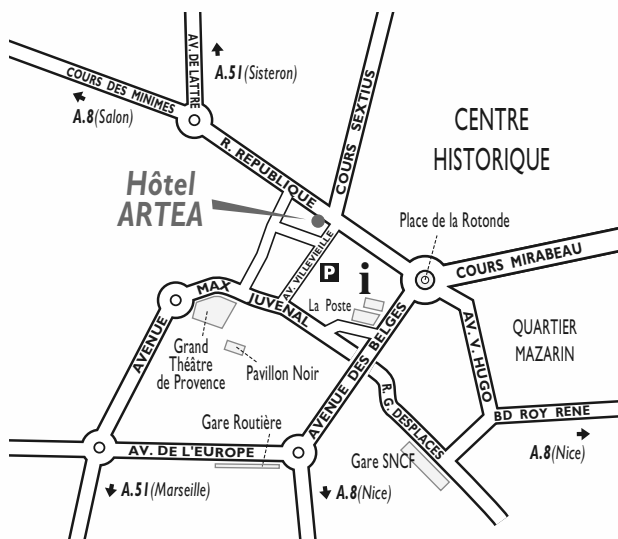 AV. DE LATTRE
A.51 (Sisteron)
COURS DES MINIMES
A.8 (Salon)
COURS SEXTIUS
CENTRE
HISTORIQUE
R. REPUBLIQUE
Hôtel
ARTEA
Place de la Rotonde
COURS MIRABEAU
AV. VILLEVIEILLE
P
i
La Poste
AVENUE MAX JUVENAL
Grand
Théâtre
de Provence
Pavillon Noir
AVENUE DES BELGES
AV. V. HUGO
QUARTIER
MAZARIN
R. G. DESPLACES
BD ROY RENE
A.8 (Nice)
Gare Routière
AV. DE L'EUROPE
Gare SNCF
A.51 (Marseille)
A.8 (Nice)